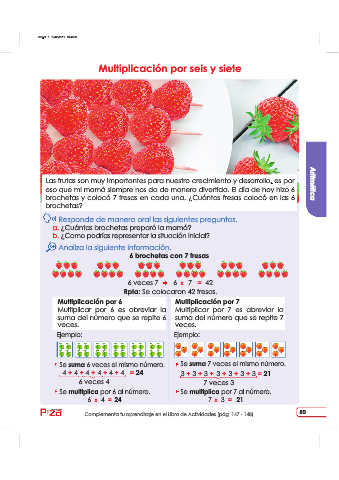 Multiplicación por seis y siete
Las frutas son muy importantes para nuestro crecimiento y desarrollo, es por
eso que mi mamá siempre nos da de manera divertida. El día de hoy hizo 6
brochetas y colocó 7 fresas en cada una. ¿Cuántas fresas colocó en las 6
brochetas?
Aritmética
Responde de manera oral las siguientes preguntas.
a. ¿Cuántas brochetas preparó la mamá?
b. ¿Como podrías representar la situación inicial?
Analiza la siguiente información.
6 brochetas con 7 fresas
6 veces 7 → 6 x 7 = 42
Rpta: Se colocaron 42 fresas.
Multiplicación por 6
Multiplicar por 6 es abreviar la
suma del número que se repite 6
veces.
Ejemplo:
Se suma 6 veces el mismo número.
4 + 4 + 4 + 4 + 4 + 4 = 24
6 veces 4
Se multiplica por 6 al número.
6 x 4 = 24
Multiplicación por 7
Multiplicar por 7 es abreviar la
suma del número que se repite 7
veces.
Ejemplo:
Se suma 7 veces el mismo número.
3 + 3 + 3 + 3 + 3 + 3 + 3 = 21
7 veces 3
Se multiplica por 7 al número.
7 x 3 = 21
Complementa tu aprendizaje en el Libro de Actividades (pág. 147 - 148)